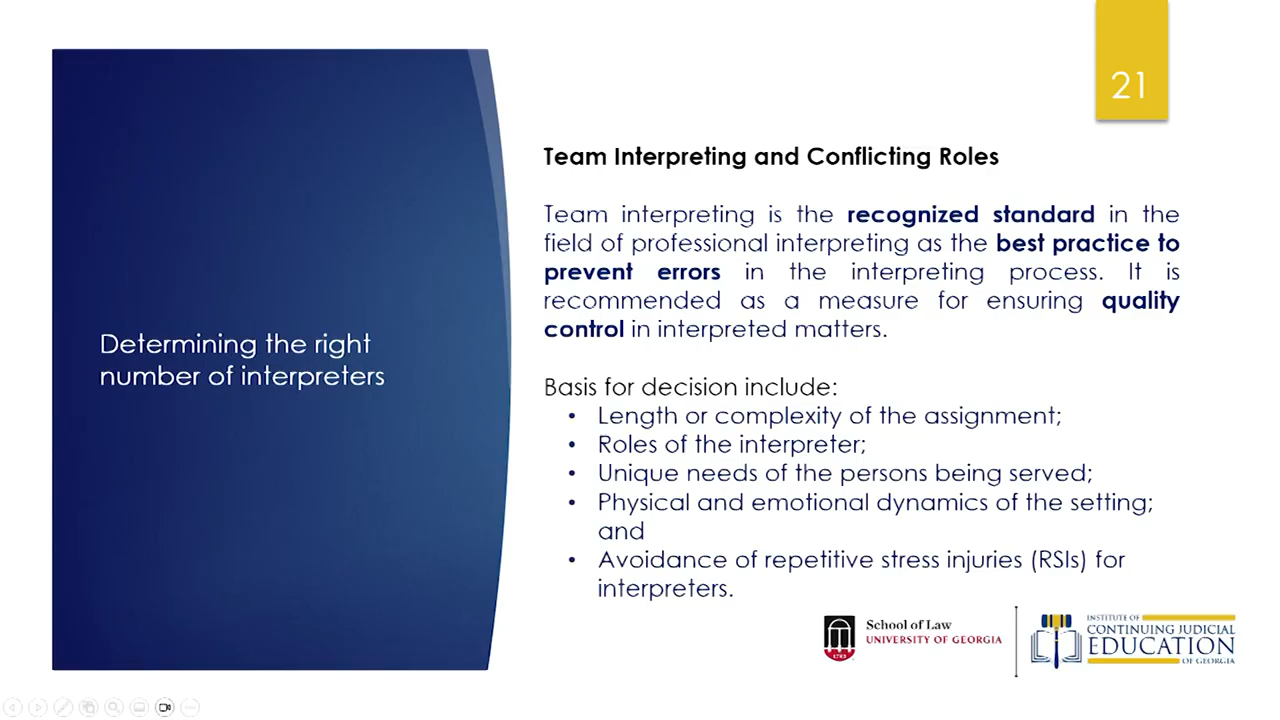 21
Determining the right
number of interpreters
Team Interpreting and Conflicting Roles
Team interpreting is the recognized standard in the
field of professional interpreting as the best practice to
prevent errors in the interpreting process. It is
recommended as a measure for ensuring quality
control in interpreted matters.
Basis for decision include:
• Length or complexity of the assignment;
• Roles of the interpreter;
• Unique needs of the persons being served;
• Physical and emotional dynamics of the setting;
and
• Avoidance of repetitive stress injuries (RSIs) for
interpreters.
School of Law
UNIVERSITY OF GEORGIA
INSTITUTE OF
CONTINUING JUDICIAL
EDUCATION
OF GEORGIA